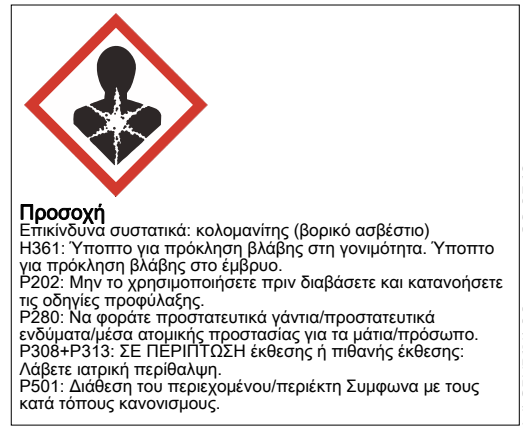 Προσοχή
Επικίνδυνα συστατικά: κολομανίτης (βορικό ασβέστιο)
H361: Ύποπτο για πρόκληση βλάβης στη γονιμότητα. Ύποπτο
για πρόκληση βλάβης στο έμβρυο.
P202: Μην το χρησιμοποιήσετε πριν διαβάσετε και κατανοήσετε
τις οδηγίες προφύλαξης.
P280: Να φοράτε προστατευτικά γάντια/προστατευτικά
ενδύματα/μέσα ατομικής προστασίας για τα μάτια/πρόσωπο.
P308+P313: ΣΕ ΠΕΡΙΠΤΩΣΗ έκθεσης ή πιθανής έκθεσης:
Λάβετε ιατρική περίθαλψη.
P501: Διάθεση του περιεχομένου/περιέκτη Συμφωνα με τους
κατά τόπους κανονισμους.